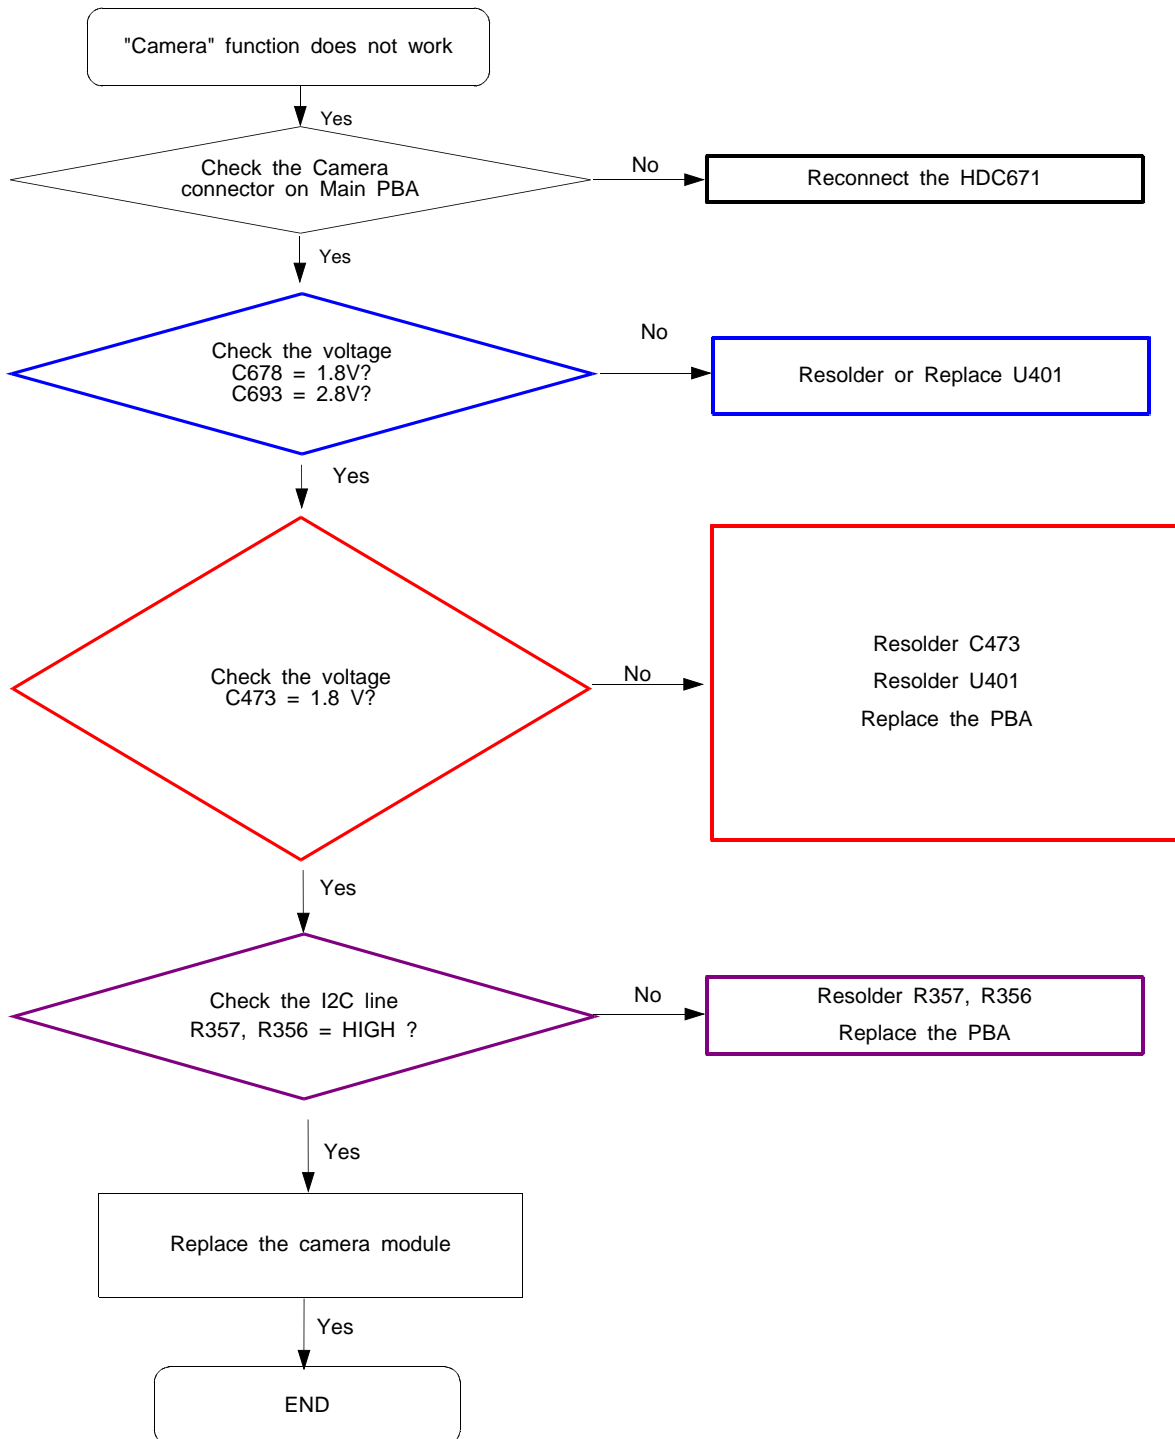 "Camera" function does not work
Yes
Check the Camera
connector on Main PBA
No
Reconnect the HDC671
Yes
Check the voltage
C678 = 1.8V?
C693 = 2.8V?
No
Resolder or Replace U401
Yes
Check the voltage
C473 = 1.8 V?
No
Resolder C473
Resolder U401
Replace the PBA
Yes
Check the I2C line
R357, R356 = HIGH ?
No
Resolder R357, R356
Replace the PBA
Yes
Replace the camera module
Yes
END